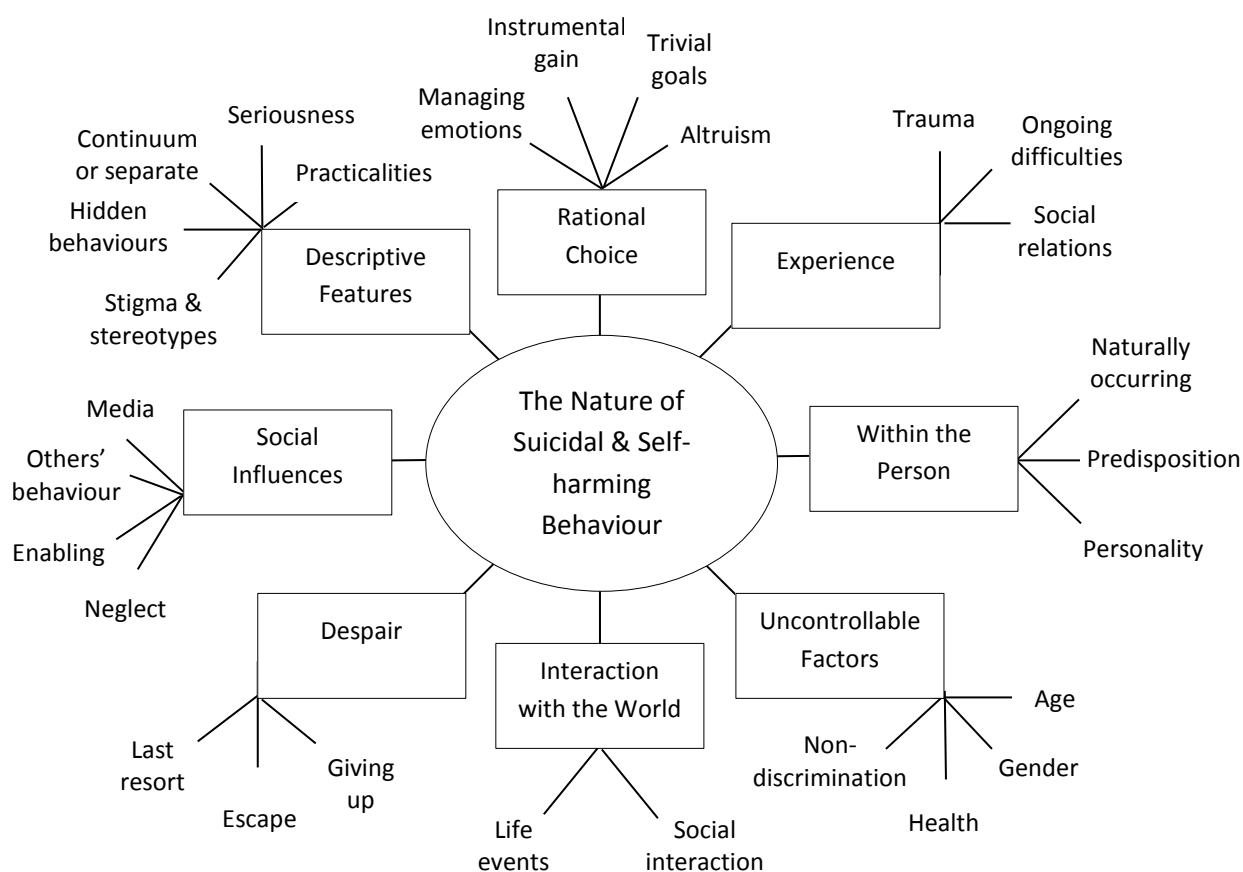 Instrumental
gain
Trivial
goals
Managing
emotions
Altruism
Rational
Choice
Seriousness
Continuum
or separate
Practicalities
Hidden
behaviours
Stigma &
stereotypes
Descriptive
Features
Trauma
Ongoing
difficulties
Social
relations
Experience
The Nature of
Suicidal & Self-
harming
Behaviour
Media
Others’
behaviour
Enabling
Neglect
Social
Influences
Within the
Person
Naturally
occurring
Predisposition
Personality
Despair
Last
resort
Escape
Giving
up
Interaction
with the World
Life
events
Social
interaction
Uncontrollable
Factors
Age
Gender
Health
Non-
discrimination